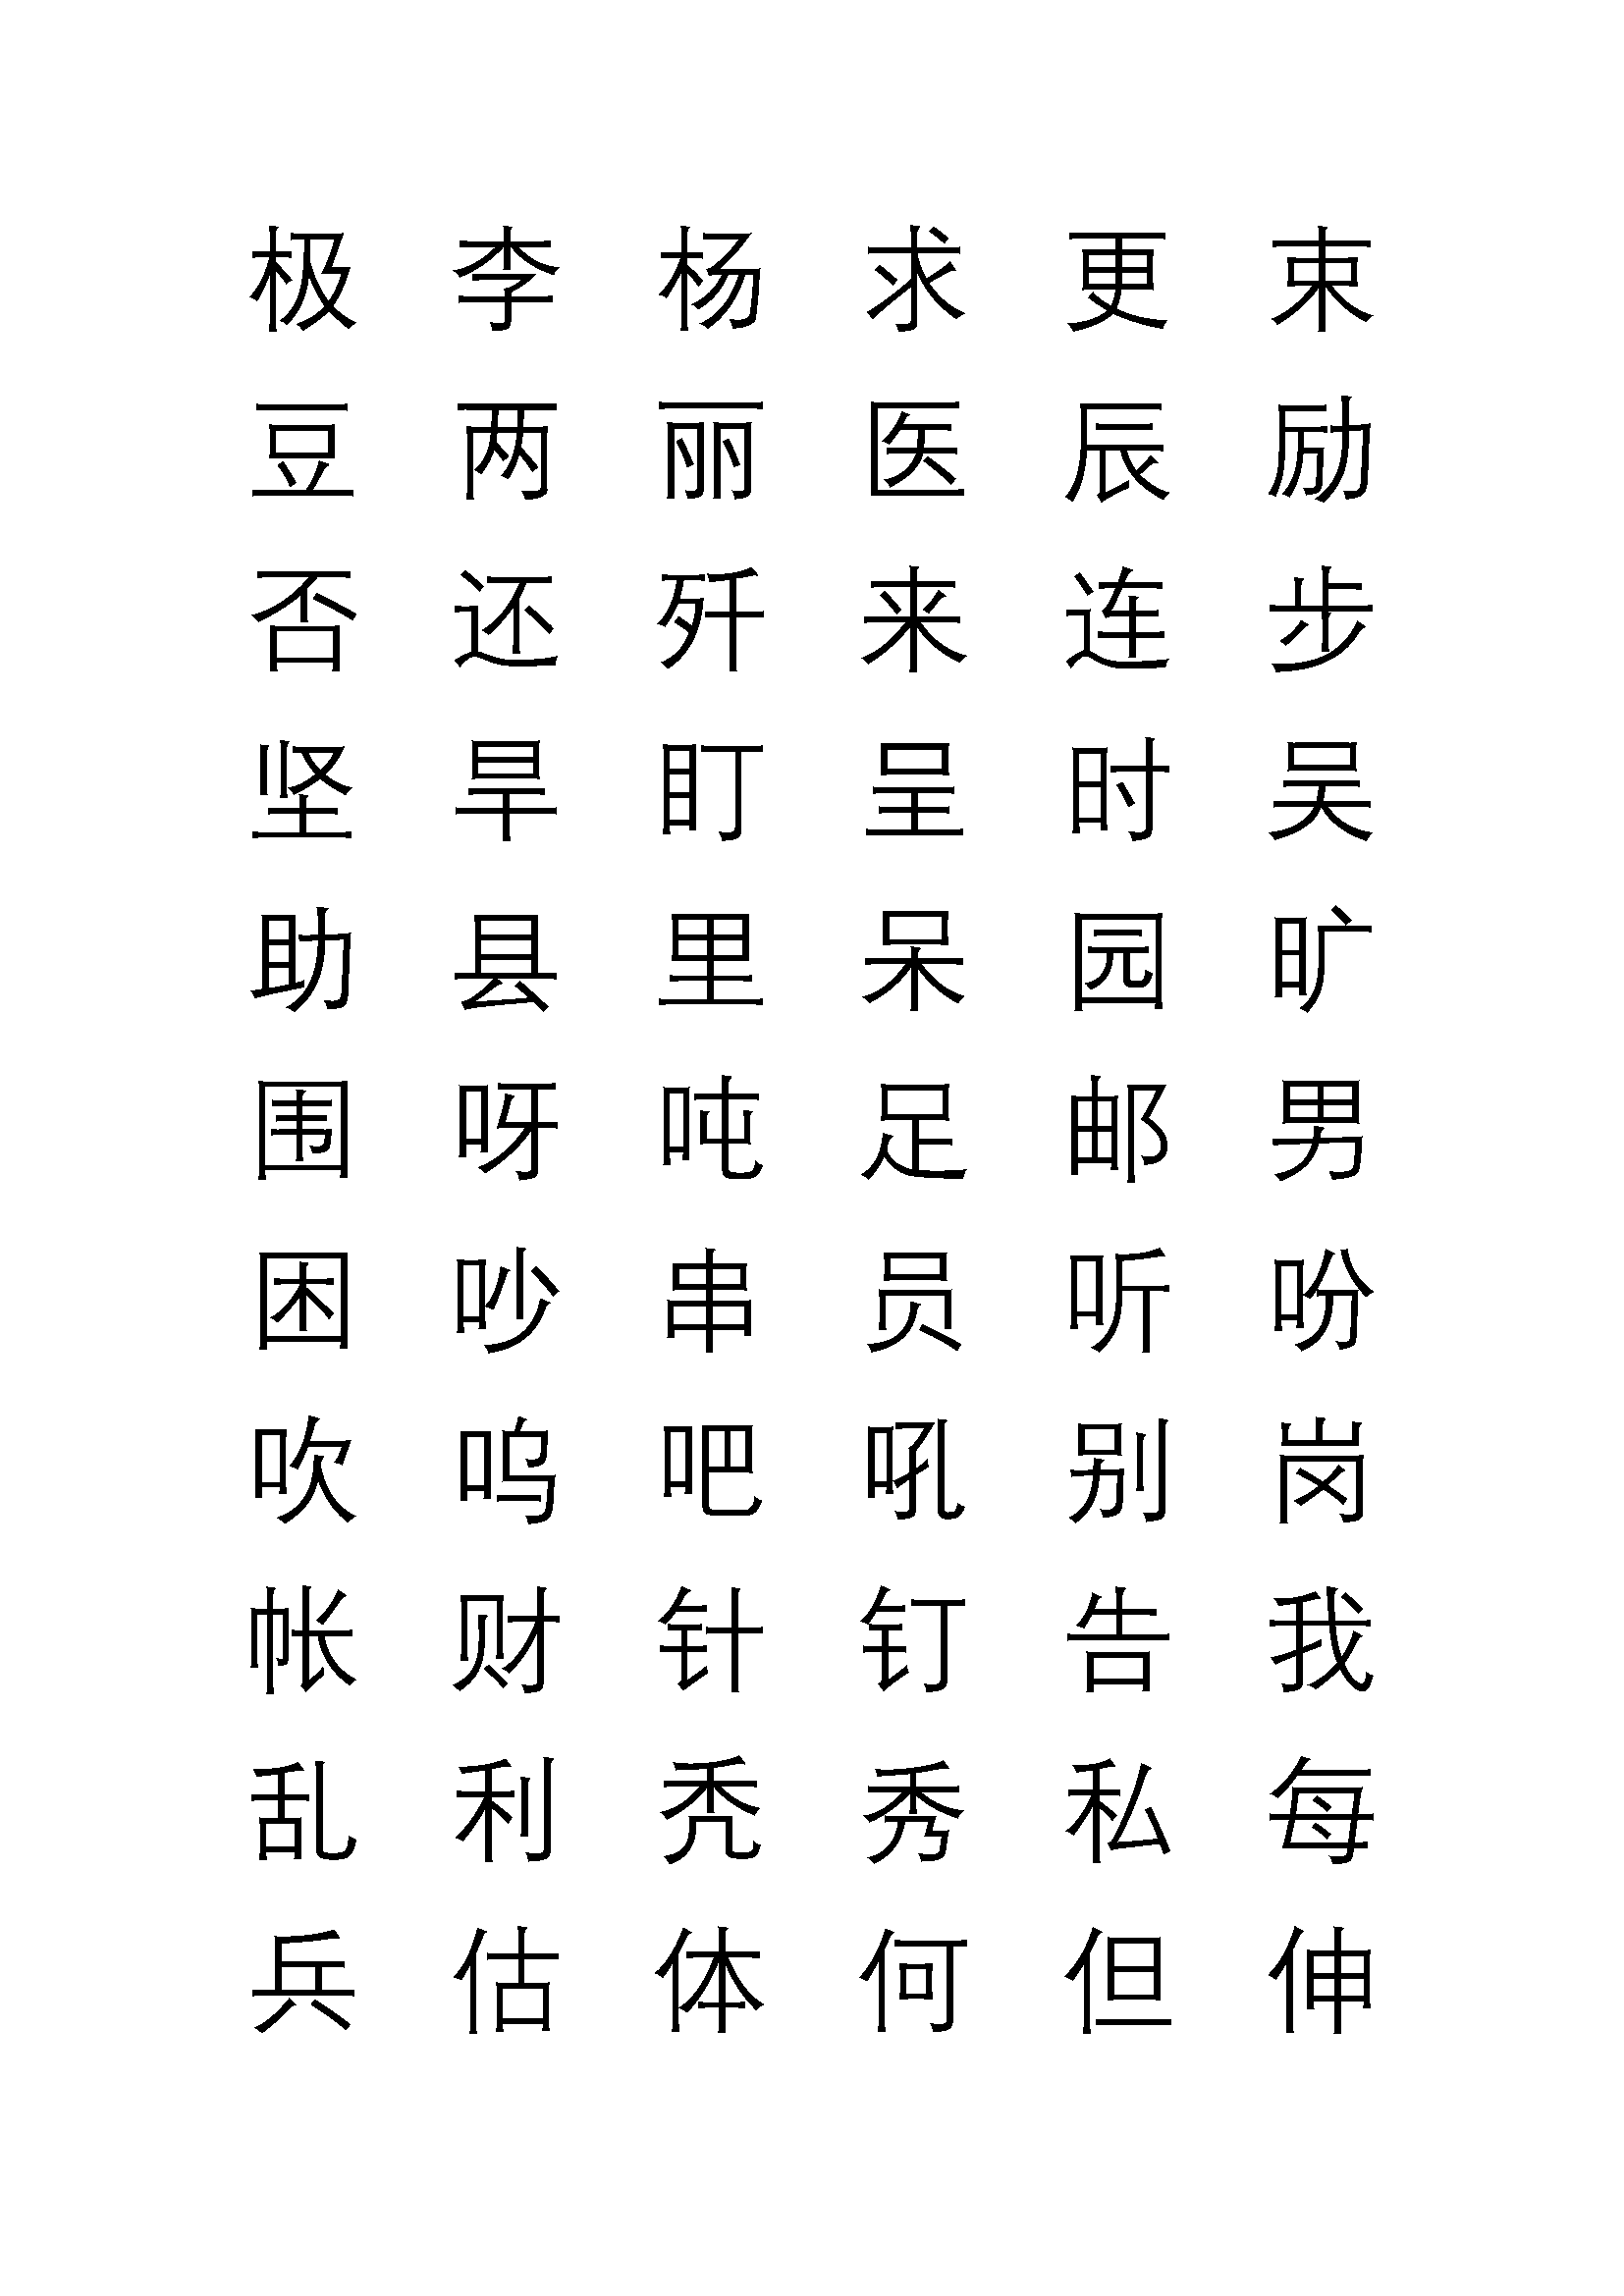 极 李 杨 求 更 束
豆 两 丽 医 辰 励
否 还 歼 来 连 步
坚 旱 盯 呈 时 吴
助 县 里 呆 园 旷
围 呀 吨 足 邮 男
困 吵 串 员 听 吩
吹 呜 吧 吼 别 岗
帐 财 针 钉 告 我
乱 利 秃 秀 私 每
兵 估 体 何 但 伸